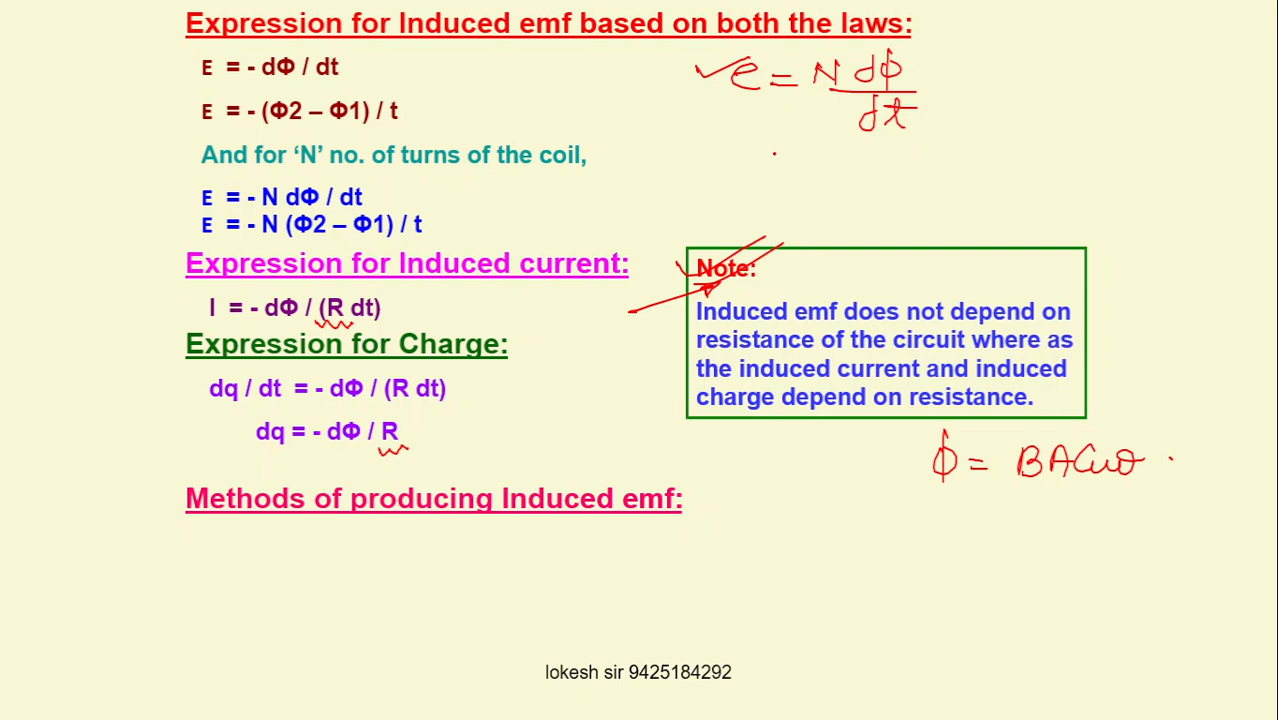 Expression for Induced emf based on both the laws:
E = - dΦ / dt
E = - (Φ2 – Φ1) / t
And for ‘N’ no. of turns of the coil,
E = - N dΦ / dt
E = - N (Φ2 – Φ1) / t
e = N dϕ / dt
Expression for Induced current:
I = - dΦ / (R dt)
Expression for Charge:
dq / dt = - dΦ / (R dt)
dq = - dΦ / R
Note:
Induced emf does not depend on
resistance of the circuit where as
the induced current and induced
charge depend on resistance.
ϕ = BACosθ
Methods of producing Induced emf:
lokesh sir 9425184292